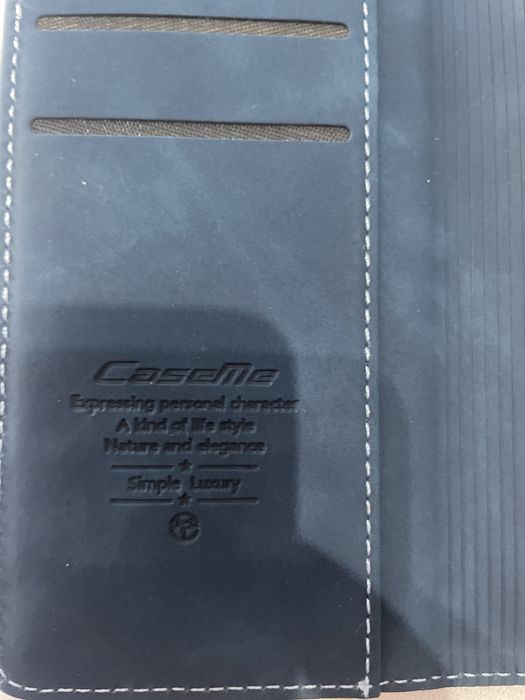 CaseMe
Expressing personal character
A kind of life style
Nature and elegance
Simple Luxury